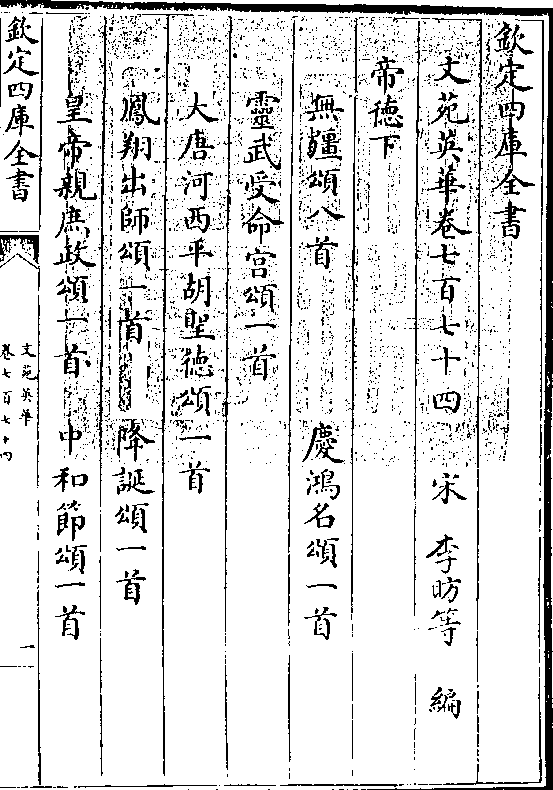 欽定四庫全書
文苑英華卷七百七十四　宋　李昉等　編
帝徳下
無疆頌八首　慶鴻名頌一首
靈武受命宫頌一首
大唐河西平胡聖徳頌一首
鳳翔出師頌一首　降誕頌一首
皇帝親庶政頌一首　中和節頌一首
欽定四庫全書
文苑英華
卷七百七十四
一